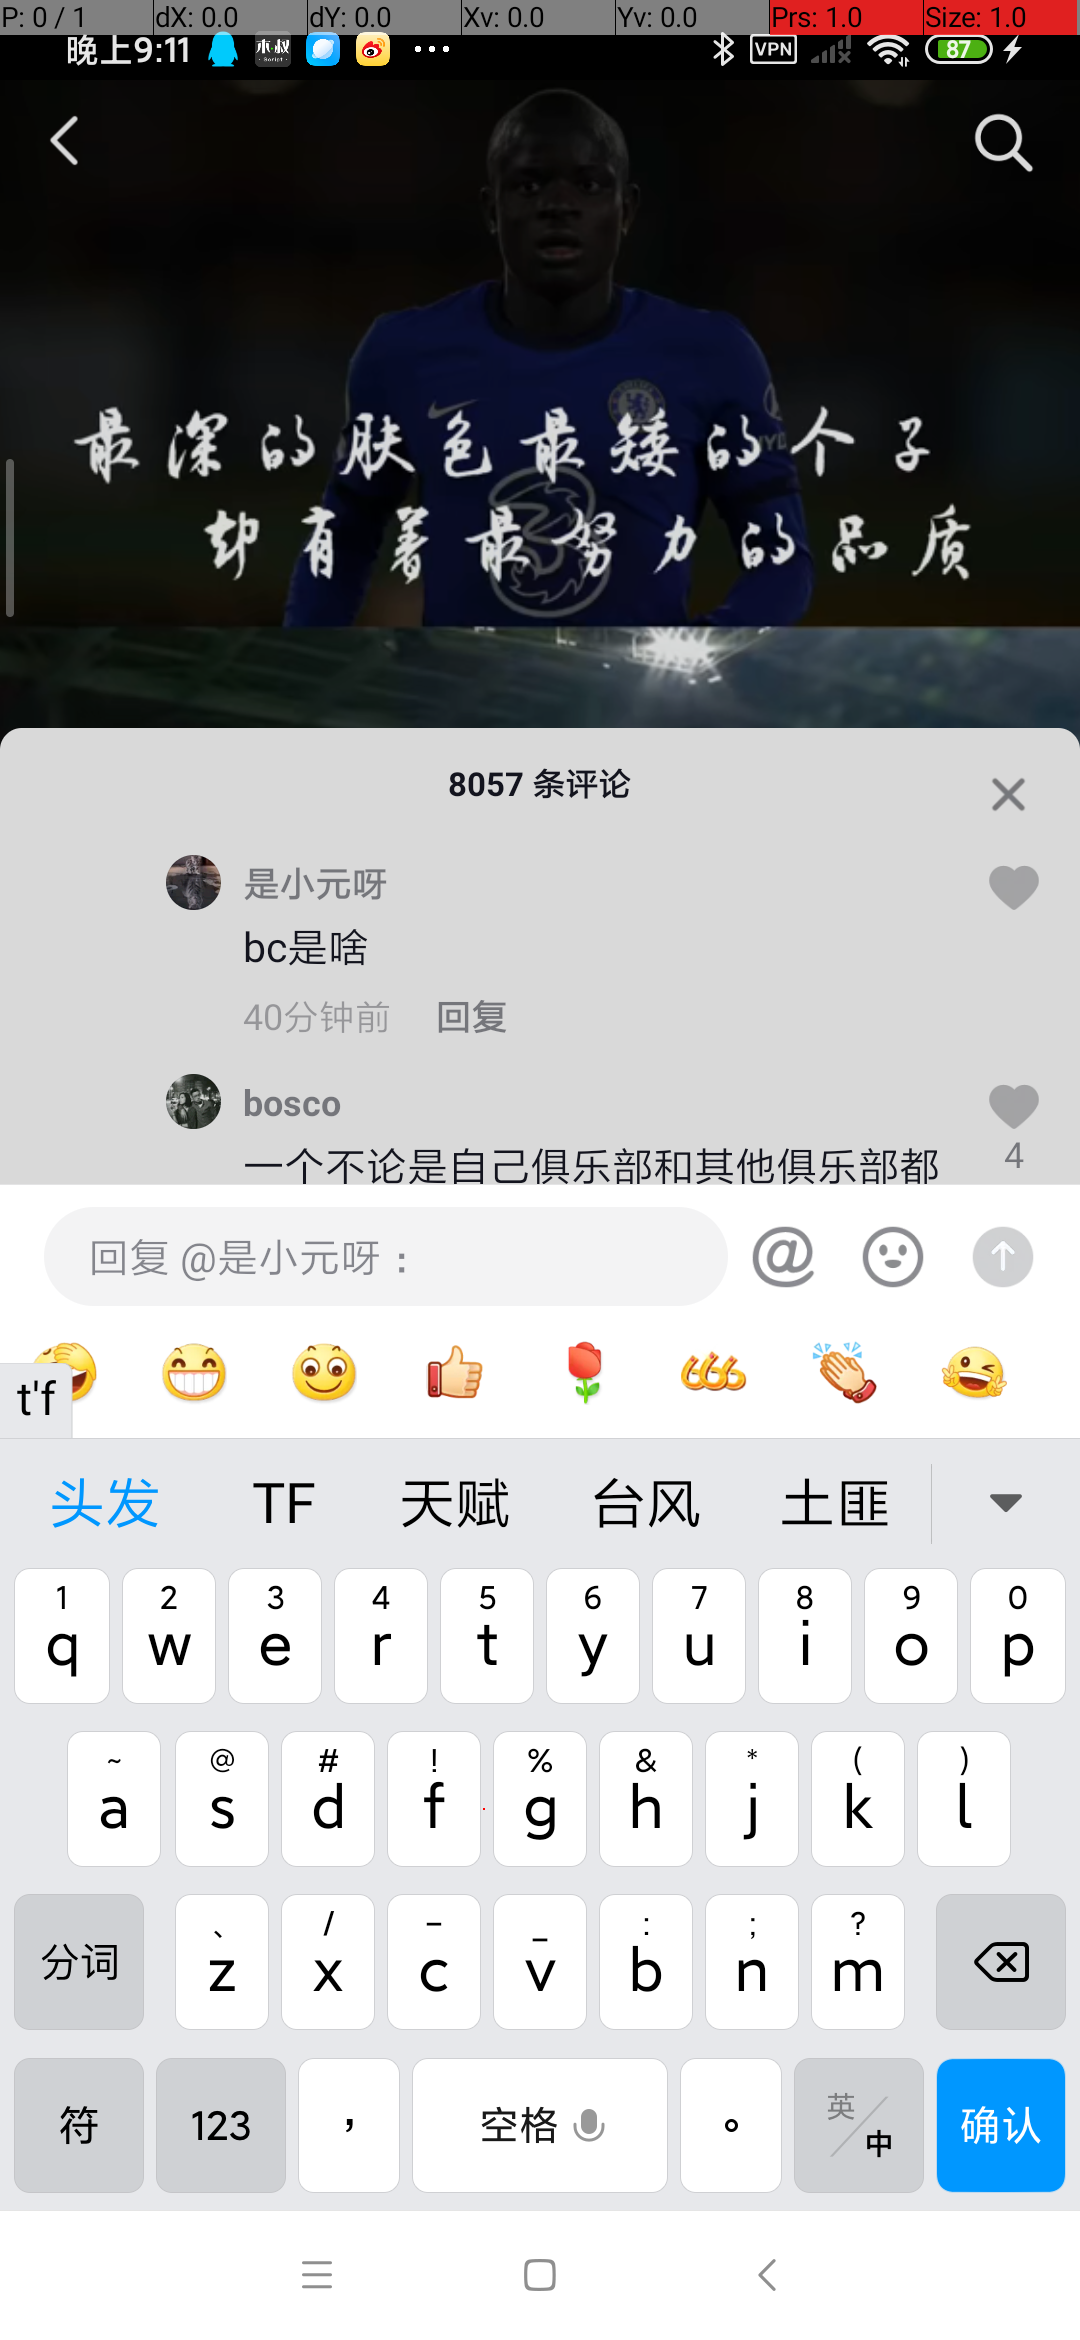 P: 0 / 1 dX: 0.0 dY: 0.0 Xv: 0.0 Yv: 0.0 Prs: 1.0 Size: 1.0
晚上9:11 VPN 87
最深的肤色最矮的个子
却有着最努力的品质
8057 条评论
是小元呀
bc是啥
40分钟前 回复
bosco
一个不论是自己俱乐部和其他俱乐部都
4
回复 @是小元呀：
666
t'f
头发 TF 天赋 台风 土匪
1 2 3 4 5 6 7 8 9 0
q w e r t y u i o p
~ @ # ! % & * ( )
a s d f g h j k l
、 / - _ : ; ?
分词 z x c v b n m
符 123 ， 空格 。 英/中 确认